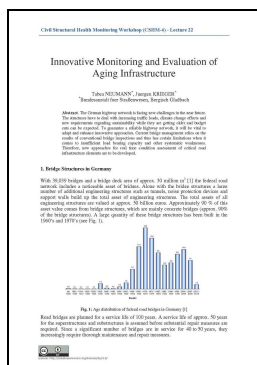 Civil Structural Health Monitoring Workshop (CSHM-4) - Lecture 22
Innovative Monitoring and Evaluation of
Aging Infrastructure
Tabea NEUMANN*, Juergen KRIEGER*
*Bundesanstalt fuer Straßenwesen, Bergisch Gladbach
Abstract. The German highway network is facing new challenges in the near future.
The structures have to deal with increasing traffic loads, climate change effects and
new requirements regarding sustainability while they are getting older and budget
cuts can be expected. To guarantee a reliable highway network, it will be vital to
adapt and enhance innovative approaches. Current bridge management relies on the
results of conventional bridge inspections and thus has certain limitations when it
comes to insufficient load bearing capacity and other systematic weaknesses.
Therefore, new approaches for real time condition assessment of critical road
infrastructure elements are to be developed.
1. Bridge Structures in Germany
With bridges and a bridge deck area of approx. 30 million m² [1] the federal road
network includes a noticeable asset of bridges. Along with the bridge structures a large
number of additional engineering structures such as tunnels, noise protection devices and
support walls build up the total asset of engineering structures. The total assets of all
engineering structures are valued at approx. 50 billion euros. Approximately 90 % of this
asset value comes from bridge structures, which are mainly concrete bridges (approx. 90%
of the bridge structures). A large quantity of these bridge structures has been built in the
1960's and 1970's (see Fig. 1).
Fig. 1: Age distribution of federal road bridges in Germany [1]
Road bridges are planned for a service life of 100 years. A service life of approx. 50 years
for the superstructures and substructures is assumed before substantial repair measures are
required. Since a significant number of bridges are in service for 40 to 50 years, they
increasingly require thorough maintenance and repair measures.